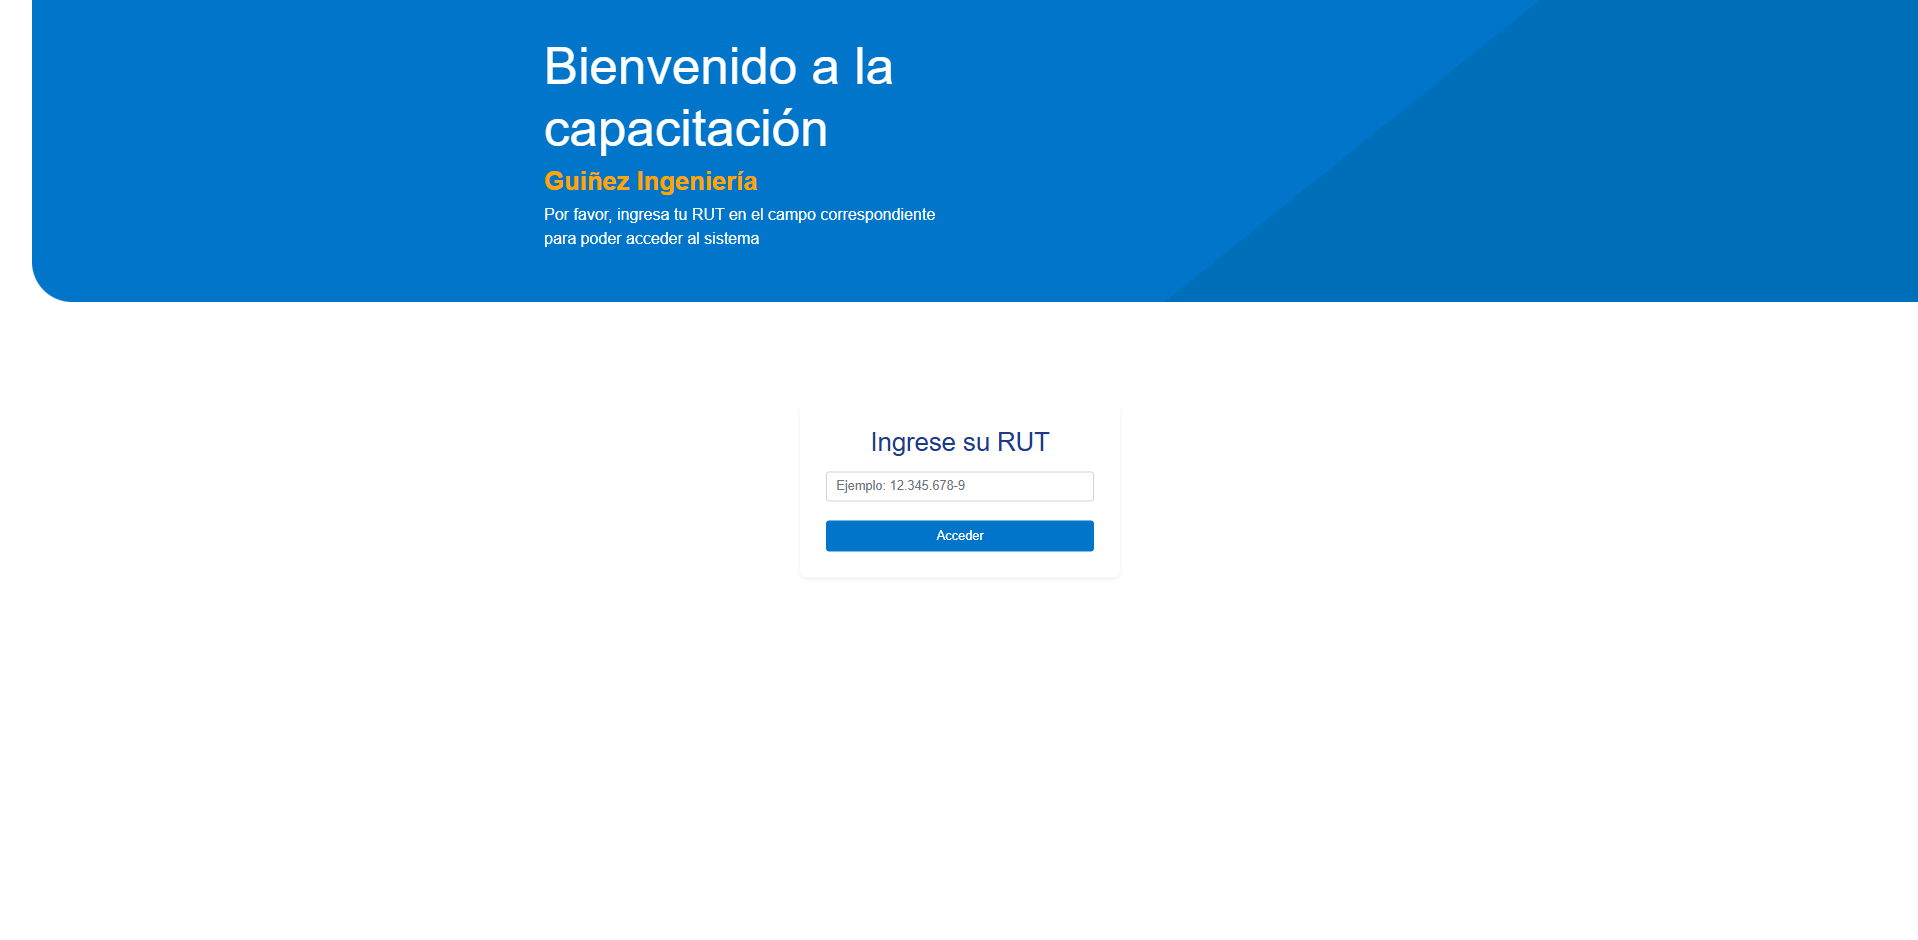 Bienvenido a la
capacitación
Guiñez Ingeniería
Por favor, ingresa tu RUT en el campo correspondiente
para poder acceder al sistema
Ingrese su RUT
Ejemplo: 12.345.678-9
Acceder